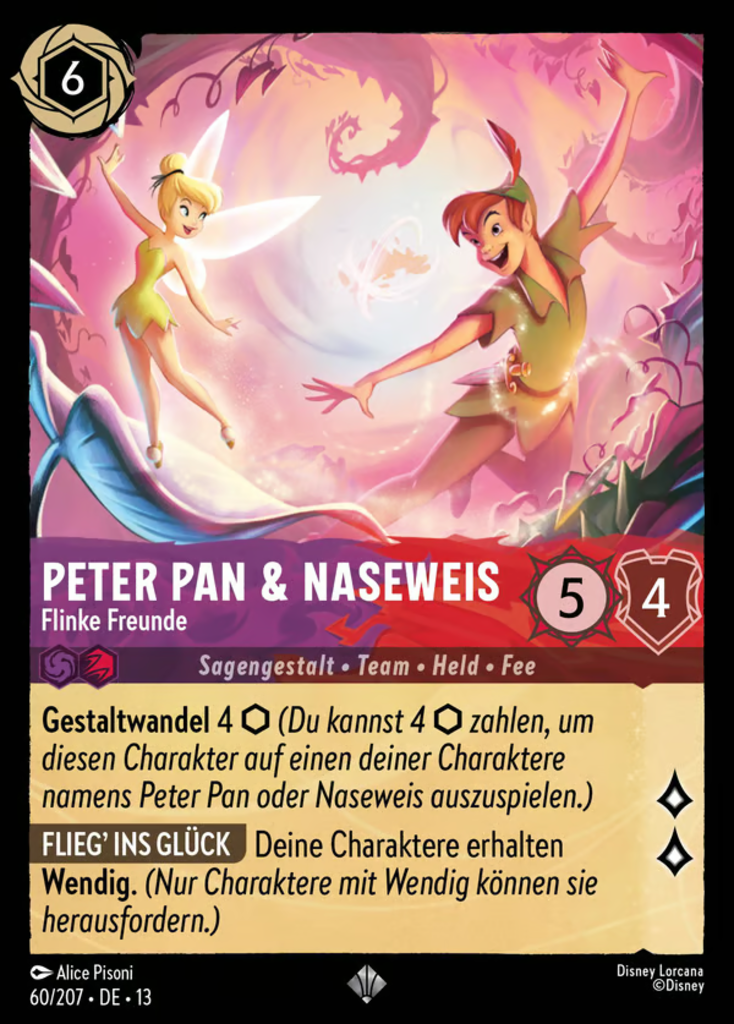 6
PETER PAN & NASEWEIS
Flinke Freunde
5
4
Sagengestalt • Team • Held • Fee
Gestaltwandel 4 ⬡ (Du kannst 4 ⬡ zahlen, um
diesen Charakter auf einen deiner Charaktere
namens Peter Pan oder Naseweis auszuspielen.)
FLIEG’ INS GLÜCK Deine Charaktere erhalten
Wendig. (Nur Charaktere mit Wendig können sie
herausfordern.)
Alice Pisoni
60/207 • DE • 13
Disney Lorcana
©Disney